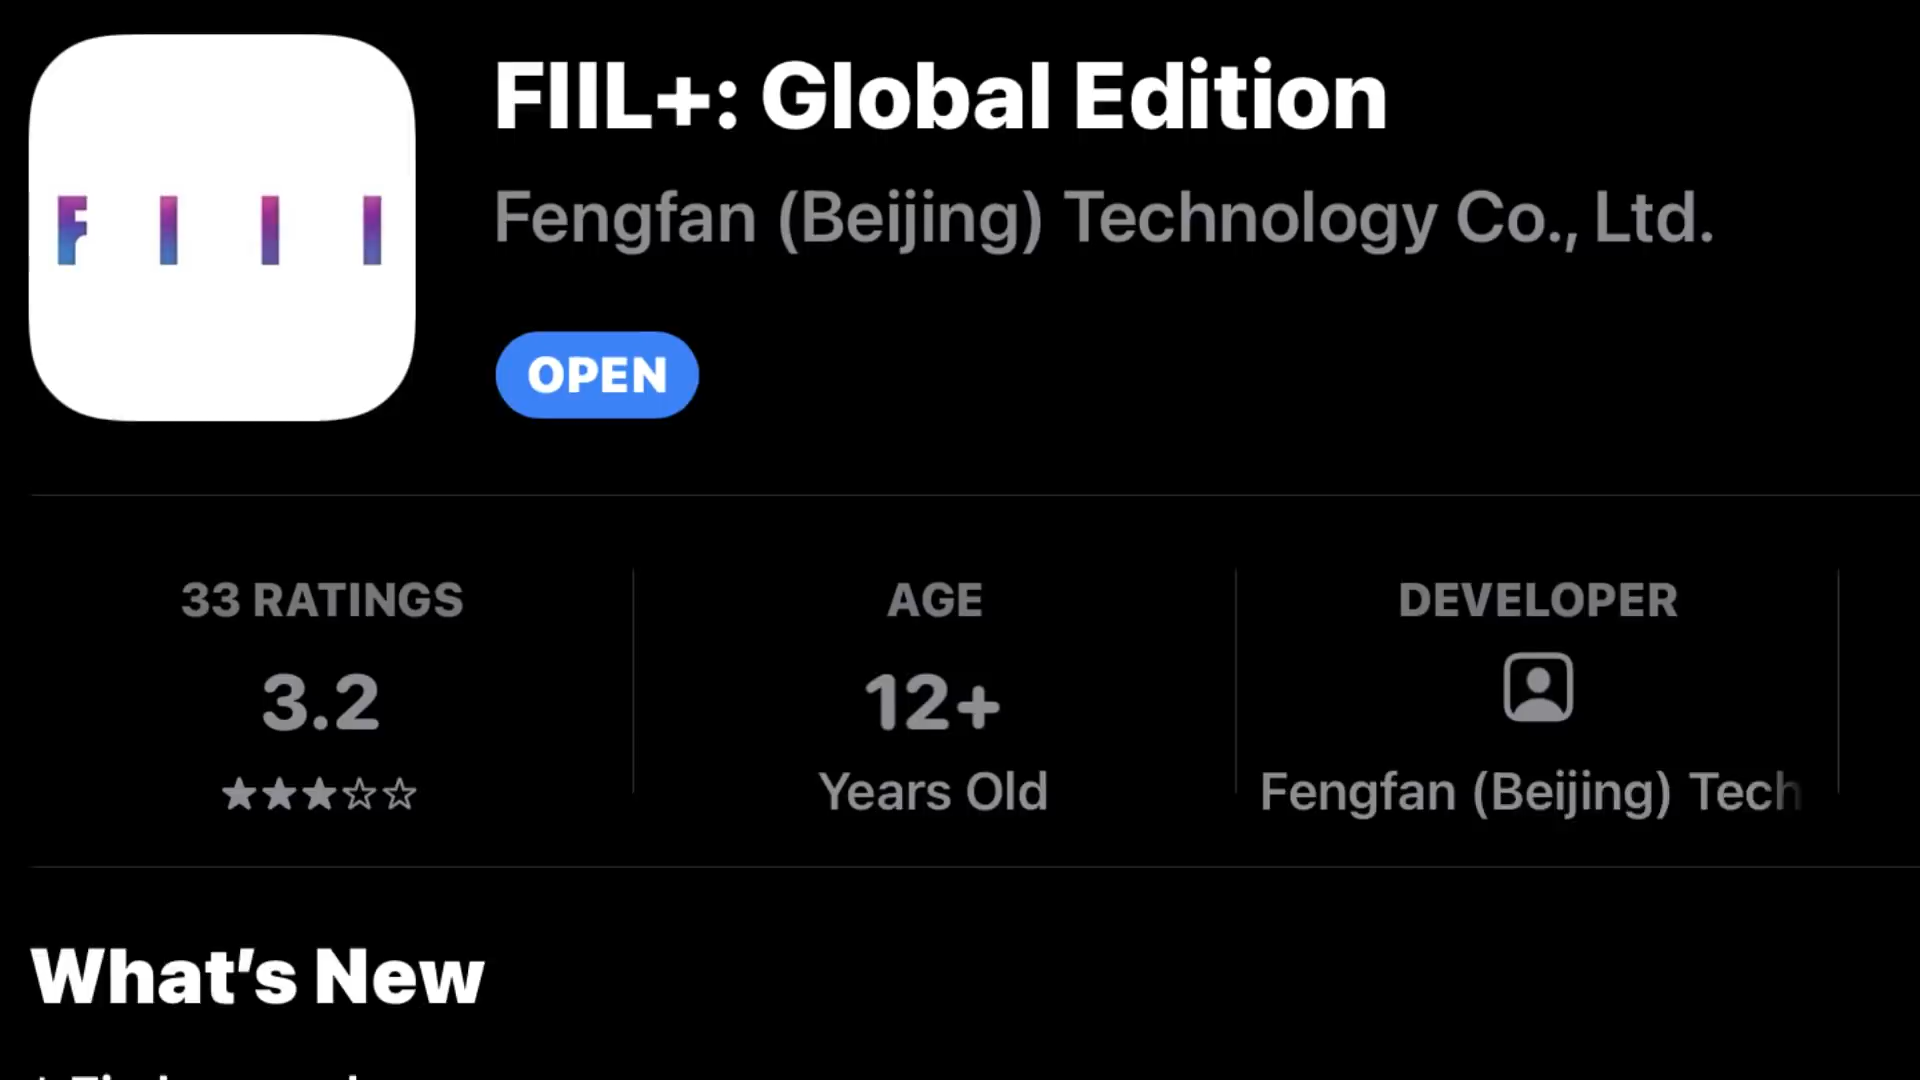 FIIL+: Global Edition
Fengfan (Beijing) Technology Co., Ltd.
F I I I
OPEN
33 RATINGS
AGE
DEVELOPER
3.2
12+
Years Old
Fengfan (Beijing) Tech
What's New